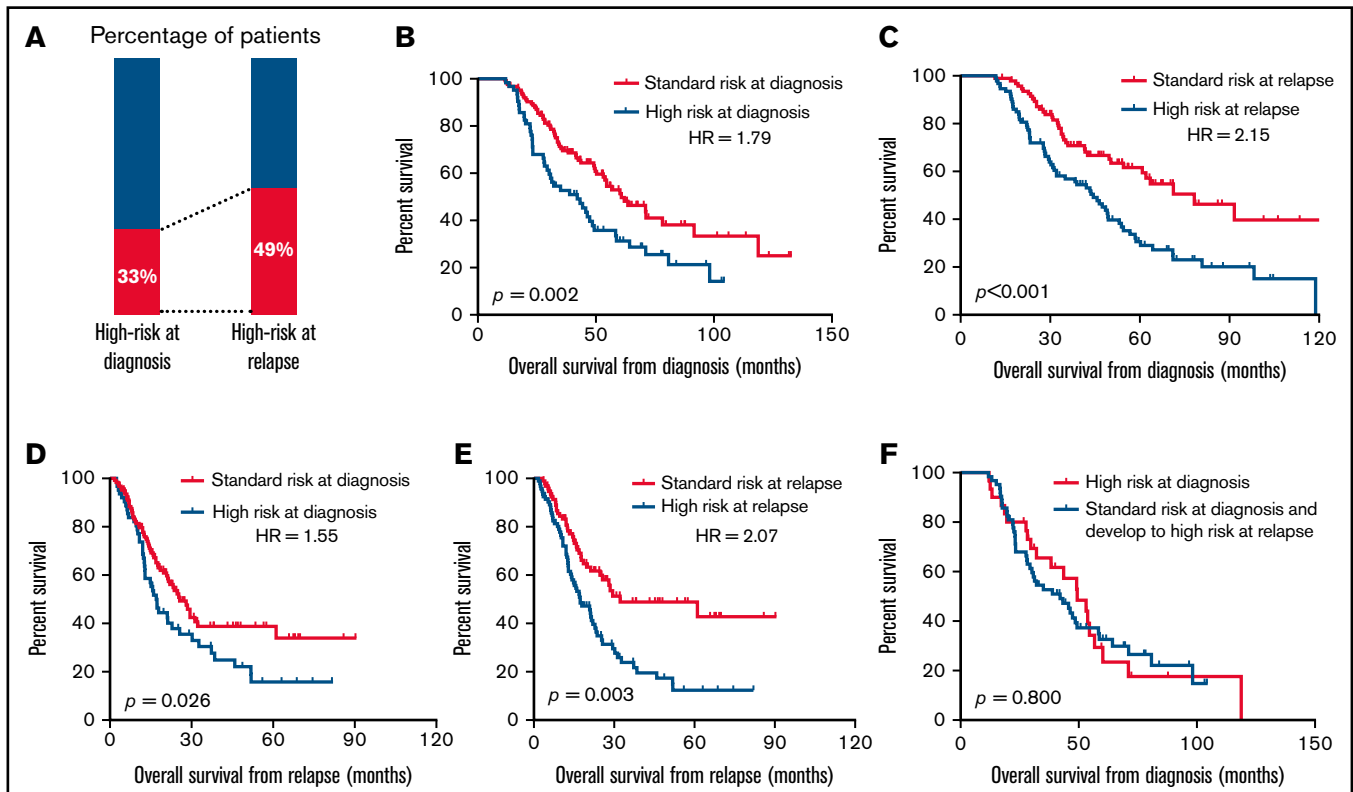 A
Percentage of patients
33%
49%
High-risk at
diagnosis
High-risk at
relapse
B
Percent survival
100
80
60
40
20
0
Standard risk at diagnosis
High risk at diagnosis
HR = 1.79
p = 0.002
0 50 100 150
Overall survival from diagnosis (months)
C
Percent survival
100
80
60
40
20
0
Standard risk at relapse
High risk at relapse
HR = 2.15
p<0.001
0 30 60 90 120
Overall survival from diagnosis (months)
D
Percent survival
100
80
60
40
20
0
Standard risk at diagnosis
High risk at diagnosis
HR = 1.55
p = 0.026
0 30 60 90 120
Overall survival from relapse (months)
E
Percent survival
100
80
60
40
20
0
Standard risk at relapse
High risk at relapse
HR = 2.07
p = 0.003
0 30 60 90 120
Overall survival from relapse (months)
F
Percent survival
100
80
60
40
20
0
High risk at diagnosis
Standard risk at diagnosis and
develop to high risk at relapse
p = 0.800
0 50 100 150
Overall survival from diagnosis (months)